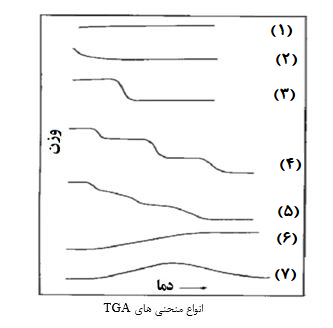 (۱)
(۲)
(۳)
(۴)
(۵)
(۶)
(۷)
وزن
دما
انواع منحنی های TGA